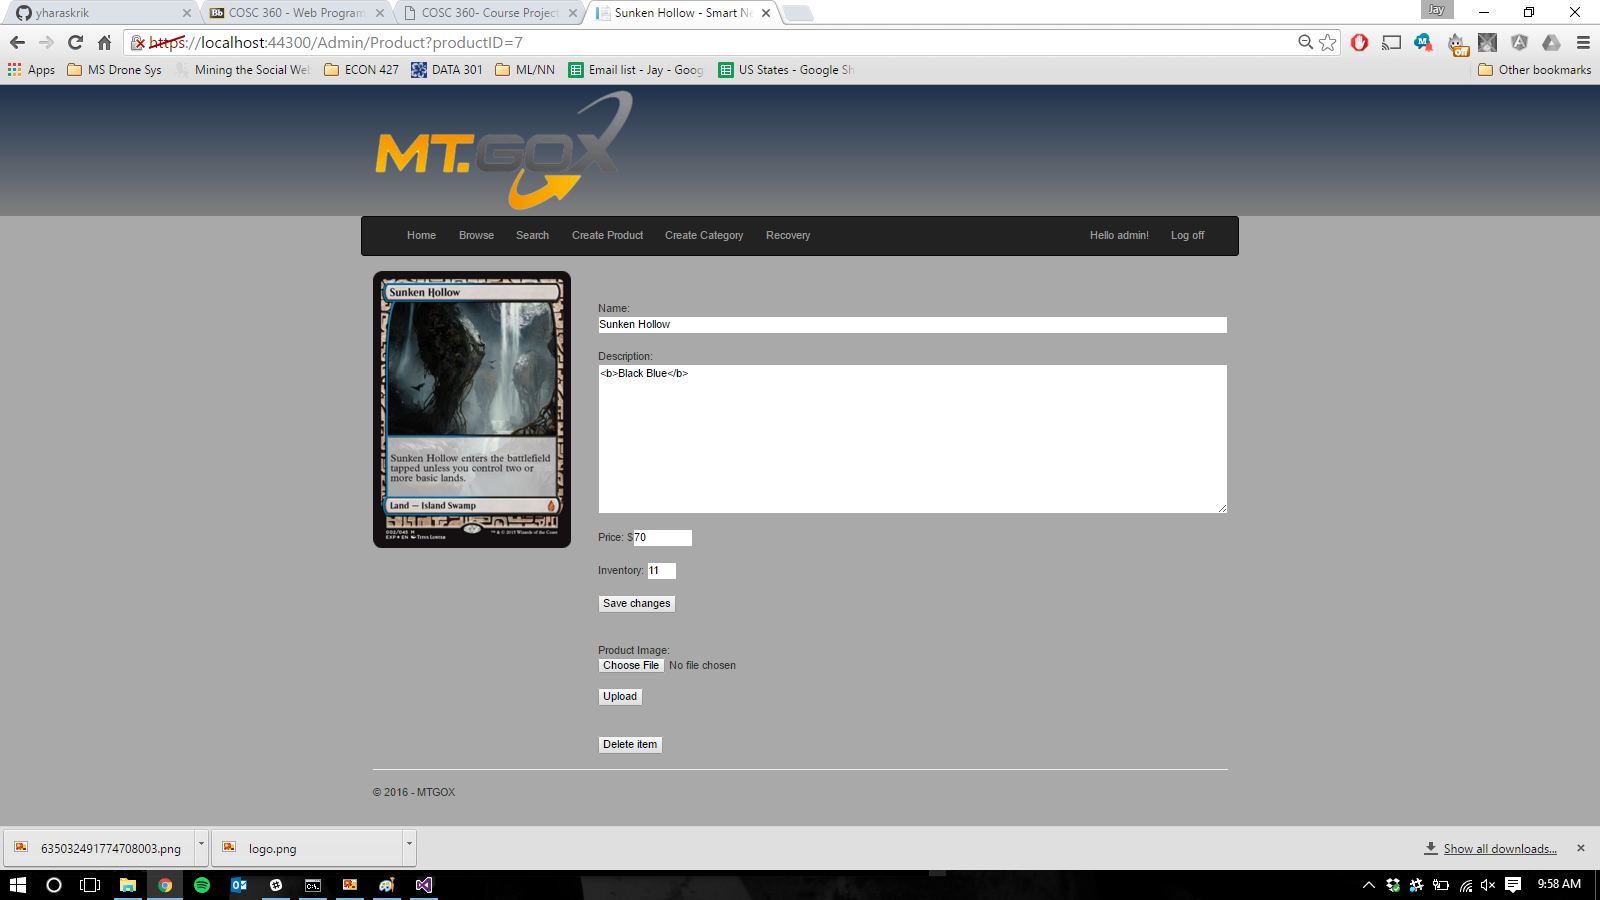 yharaskrik
COSC 360 - Web Program
COSC 360- Course Project
Sunken Hollow - Smart Ne
Jay
https://localhost:44300/Admin/Product?productID=7
Apps
MS Drone Sys
Mining the Social Web
ECON 427
DATA 301
ML/NN
Email list - Jay - Goog
US States - Google Sh
Other bookmarks
MT.GOX
Home
Browse
Search
Create Product
Create Category
Recovery
Hello admin!
Log off
Sunken Hollow
Sunken Hollow enters the battlefield
tapped unless you control two or
more basic lands.
Land — Island Swamp
Name:
Sunken Hollow
Description:
<b>Black Blue</b>
Price: $70
Inventory: 11
Save changes
Product Image:
Choose File No file chosen
Upload
Delete item
© 2016 - MTGOX
635032491774708003.png
logo.png
Show all downloads...
9:58 AM